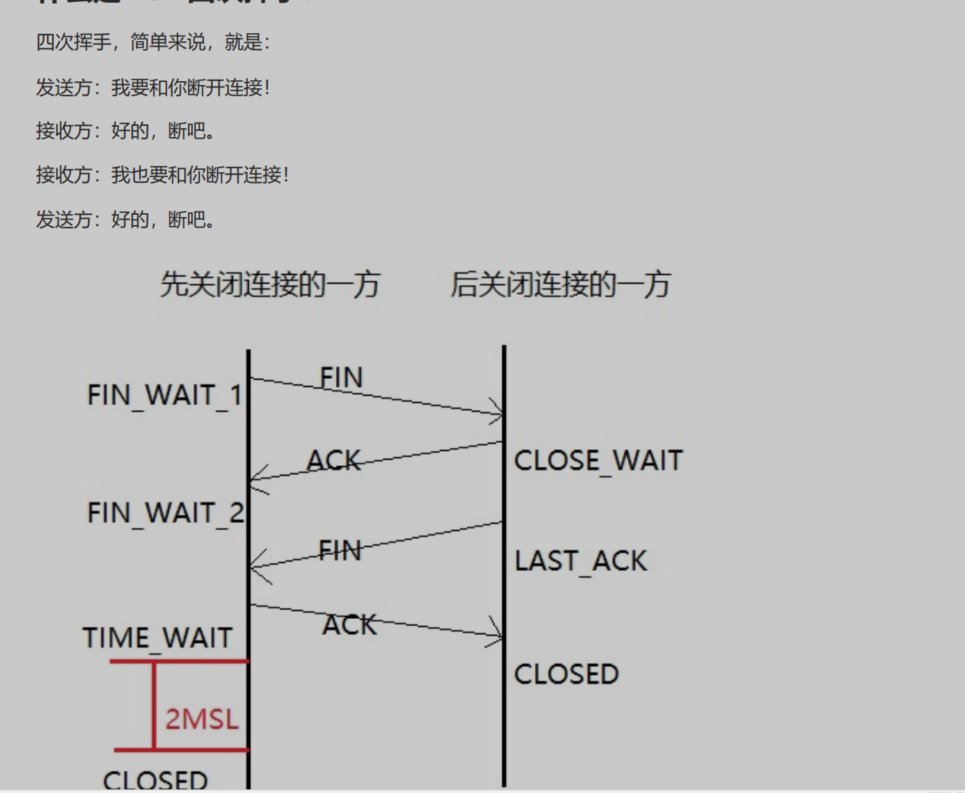 四次挥手，简单来说，就是：
发送方：我要和你断开连接！
接收方：好的，断吧。
接收方：我也要和你断开连接！
发送方：好的，断吧。
先关闭连接的一方 后关闭连接的一方
FIN
FIN_WAIT_1
ACK
CLOSE_WAIT
FIN_WAIT_2
FIN
LAST_ACK
ACK
TIME_WAIT
CLOSED
2MSL
CLOSED